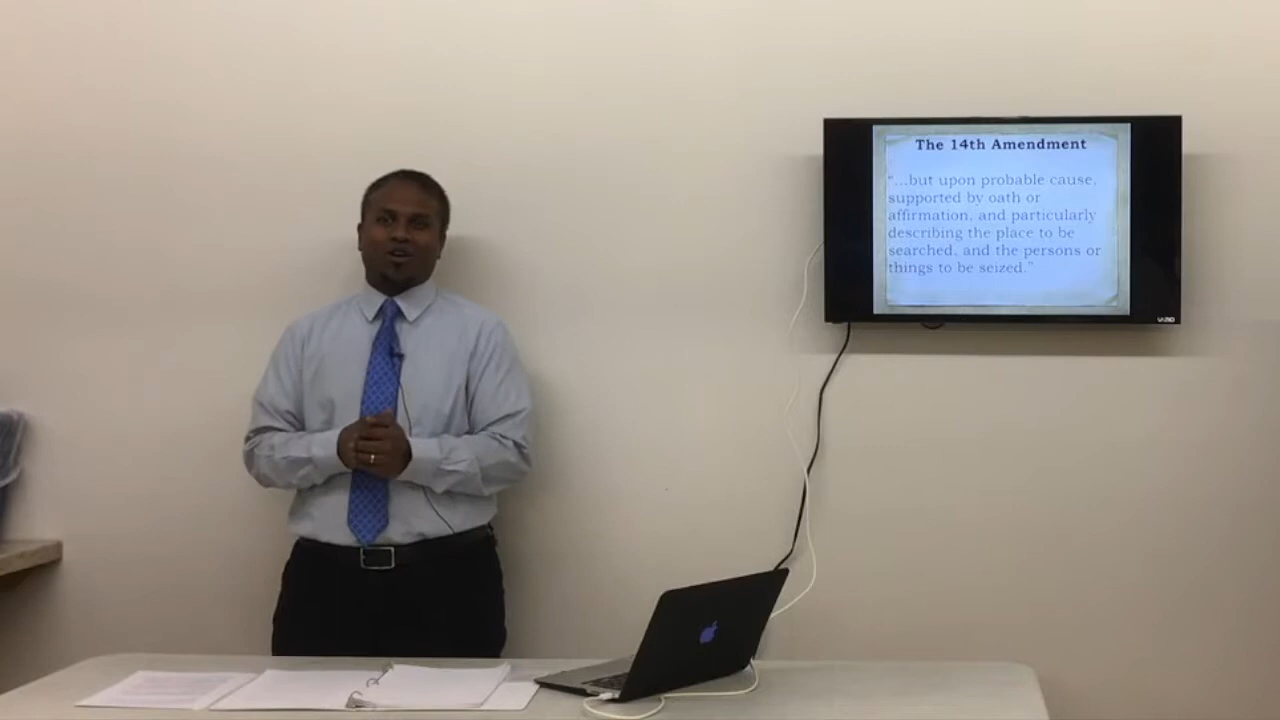 The 14th Amendment
“...but upon probable cause,
supported by oath or
affirmation, and particularly
describing the place to be
searched, and the persons or
things to be seized.”
VIZIO